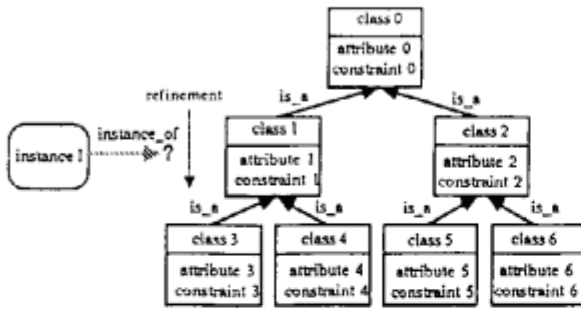 class 0
attribute 0
constraint 0
is_a
is_a
refinement
class 1
attribute 1
constraint 1
class 2
attribute 2
constraint 2
instance_of
?
instance I
is_a
is_a
is_a
is_a
class 3
attribute 3
constraint 3
class 4
attribute 4
constraint 4
class 5
attribute 5
constraint 5
class 6
attribute 6
constraint 6